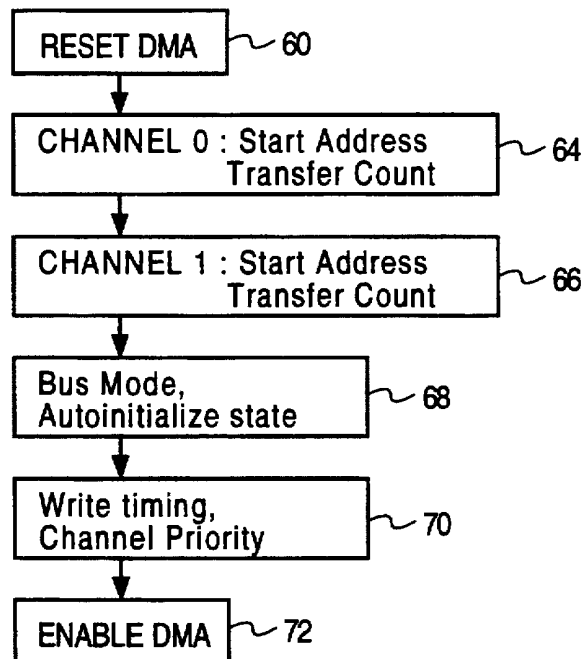 RESET DMA 60
CHANNEL 0 : Start Address
Transfer Count 64
CHANNEL 1 : Start Address
Transfer Count 66
Bus Mode,
Autoinitialize state 68
Write timing,
Channel Priority 70
ENABLE DMA 72